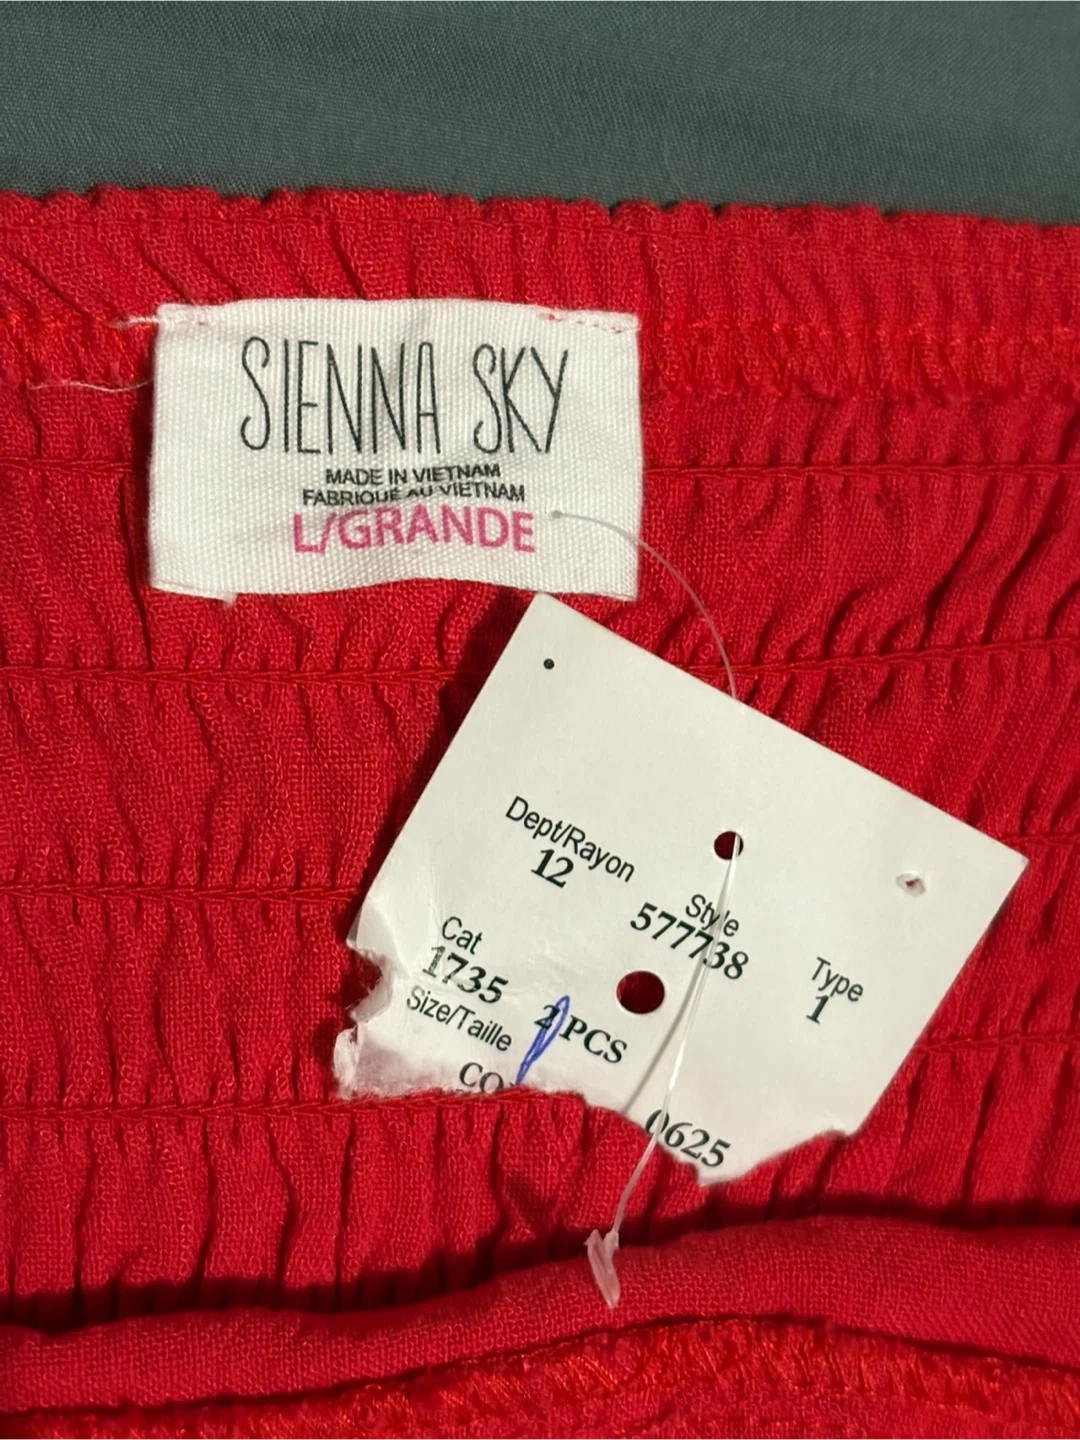 SIENNA SKY
MADE IN VIETNAM
FABRIQUÉ AU VIETNAM
L/GRANDE
Dept/Rayon
12
Style
577738
Cat
1735
Type
1
Size/Taille
2 PCS
0625